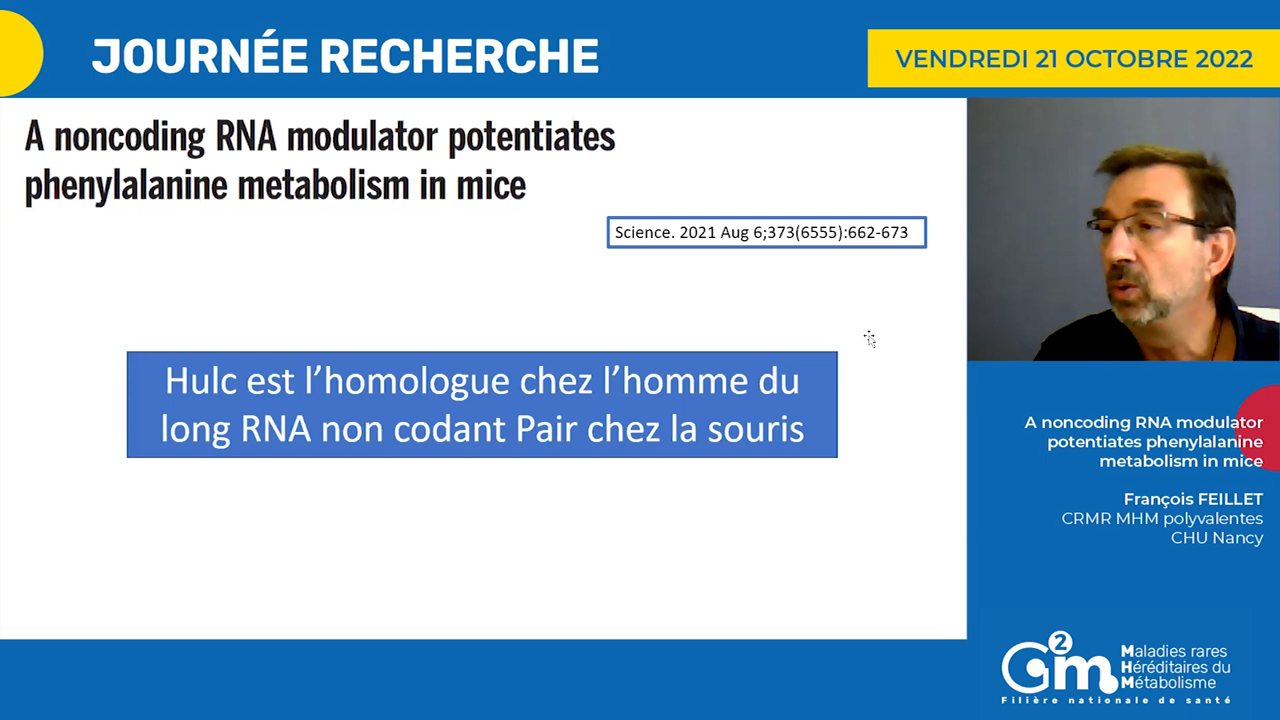 JOURNÉE RECHERCHE
VENDREDI 21 OCTOBRE 2022
A noncoding RNA modulator potentiates
phenylalanine metabolism in mice
Science. 2021 Aug 6;373(6555):662-673
Hulc est l’homologue chez l’homme du
long RNA non codant Pair chez la souris
A noncoding RNA modulator
potentiates phenylalanine
metabolism in mice
François FEILLET
CRMR MHM polyvalentes
CHU Nancy
G2m
Maladies rares
Héréditaires du
Métabolisme
Filière nationale de santé